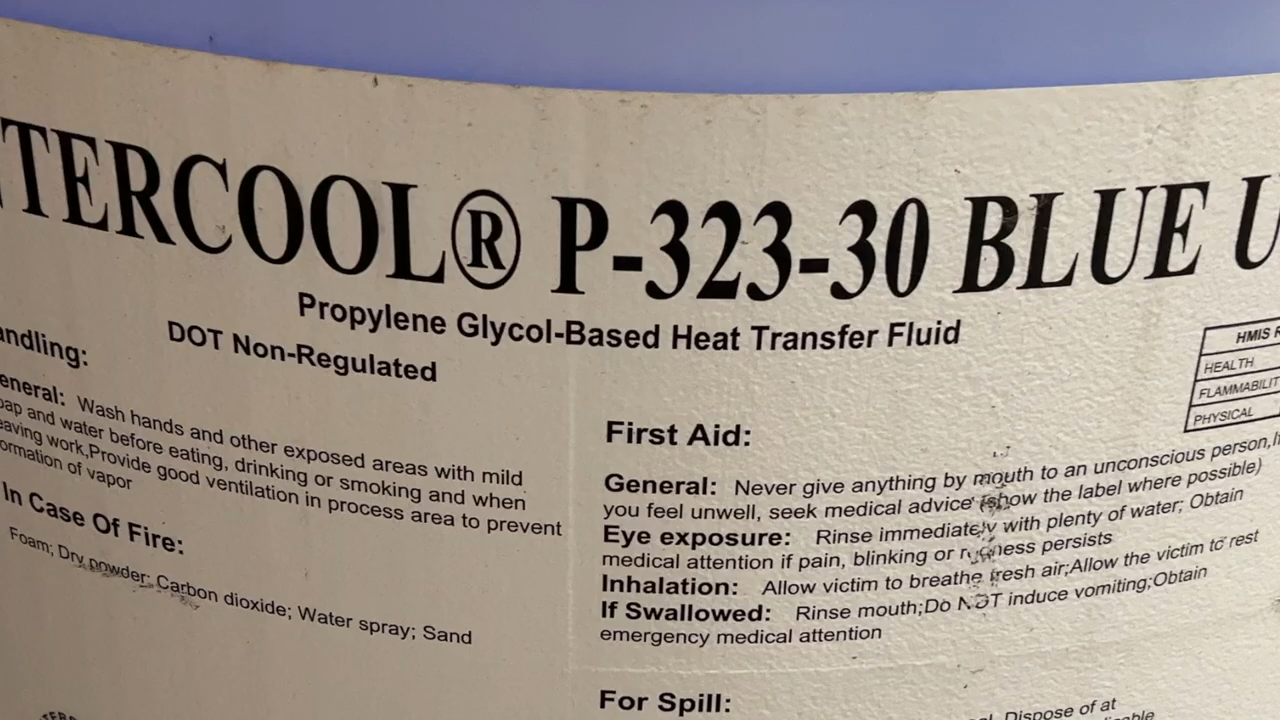 TERCOOL® P-323-30 BLUE U
Propylene Glycol-Based Heat Transfer Fluid
DOT Non-Regulated
andling:
eneral: Wash hands and other exposed areas with mild
oap and water before eating, drinking or smoking and when
eaving work,Provide good ventilation in process area to prevent
ormation of vapor
In Case Of Fire:
Foam; Dry powder; Carbon dioxide; Water spray; Sand
First Aid:
General: Never give anything by mouth to an unconscious person,
you feel unwell, seek medical advice (show the label where possible)
Eye exposure: Rinse immediately with plenty of water; Obtain
medical attention if pain, blinking or redness persists
Inhalation: Allow victim to breathe fresh air;Allow the victim to rest
If Swallowed: Rinse mouth;Do NOT induce vomiting;Obtain
emergency medical attention
For Spill:
Dispose of at
HMIS R
HEALTH
FLAMMABILIT
PHYSICAL